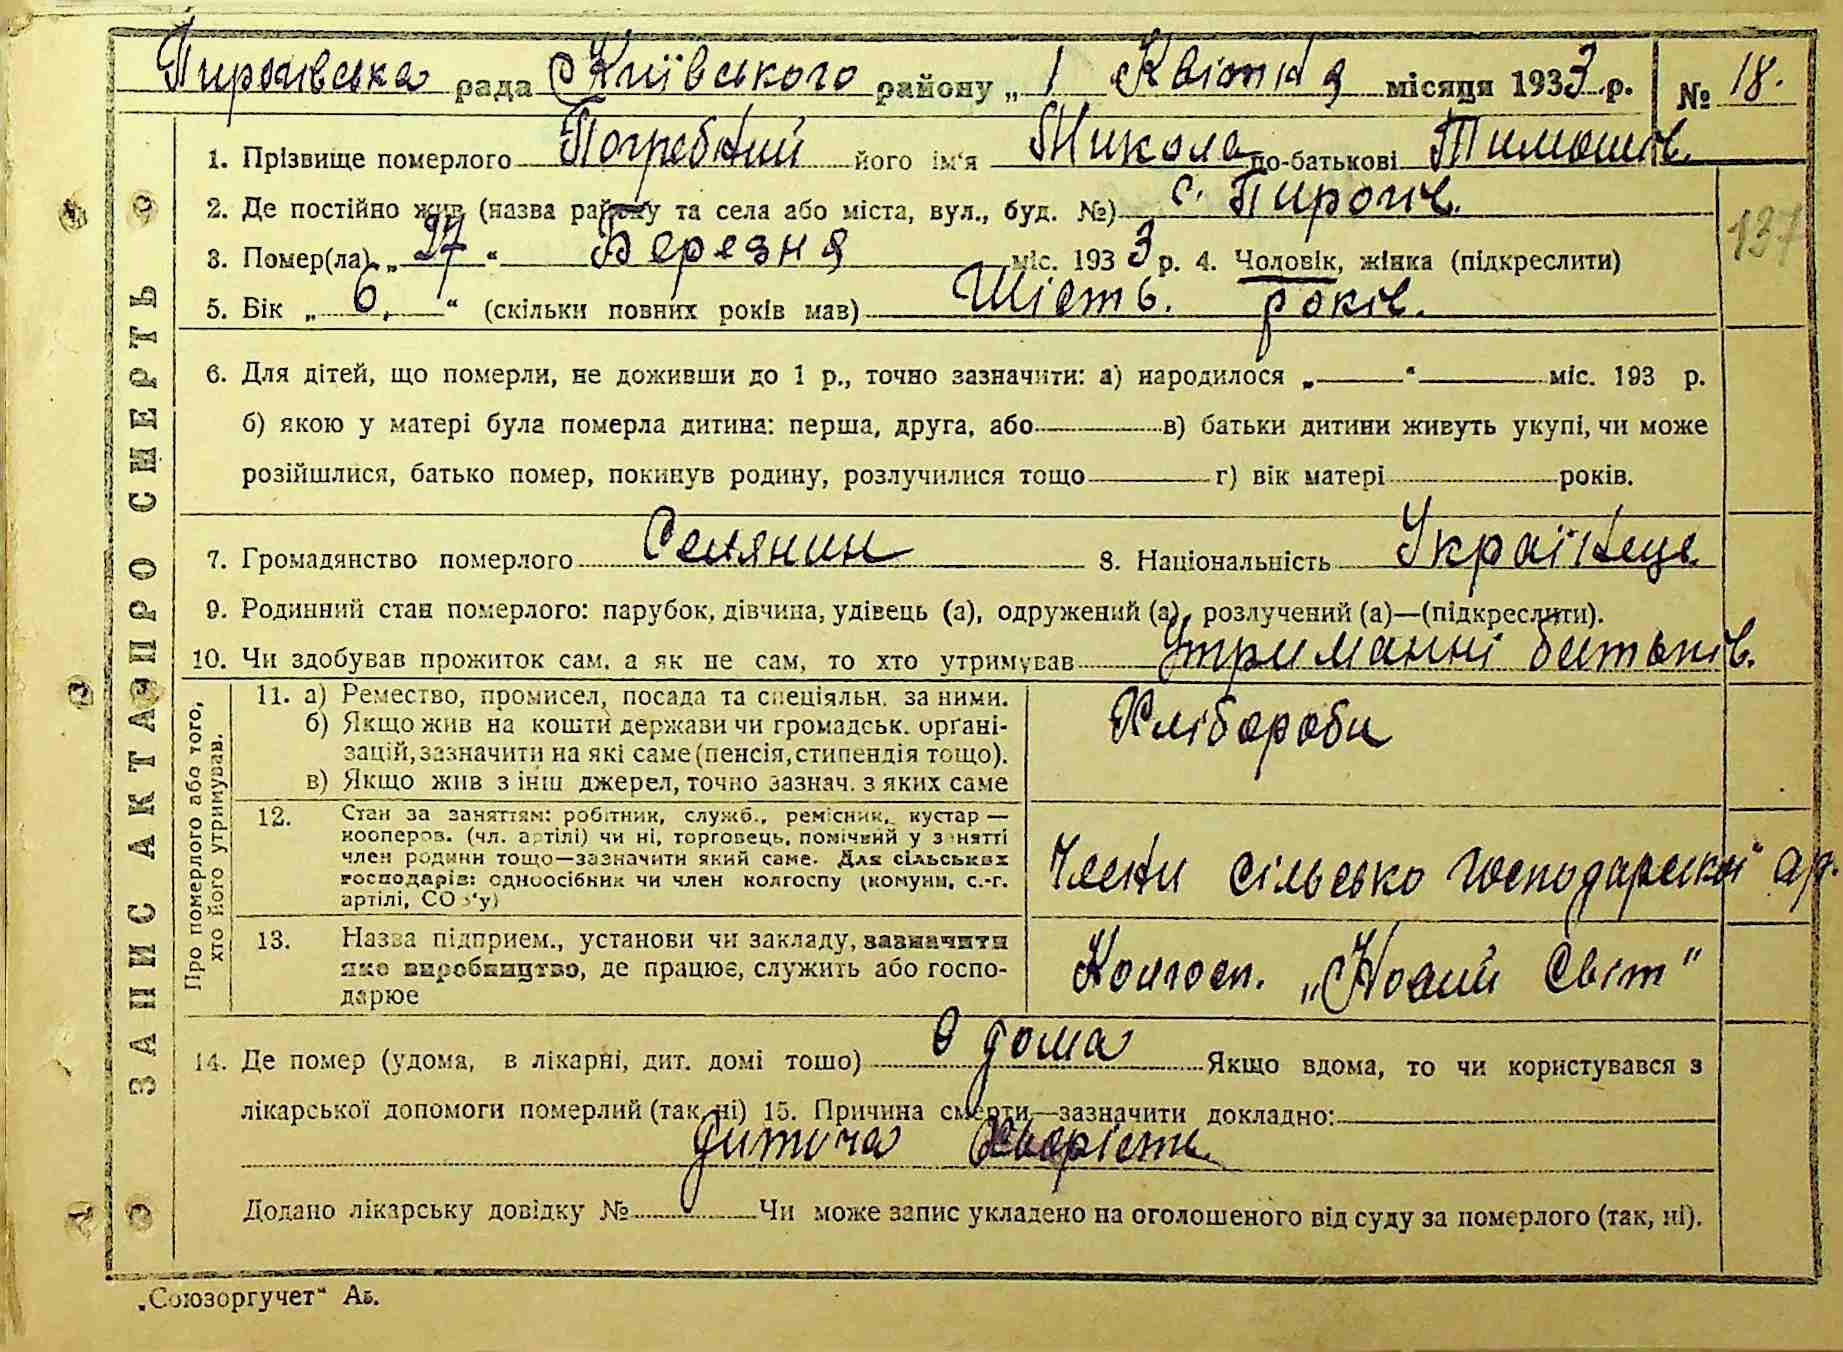 Пирогівська рада Київського району „ 1 Квітня місяця 1933 р. № 18.
1. Прізвище померлого Погребний його ім'я Микола по-батькові Тимошів.
2. Де постійно жив (назва району та села або міста, вул., буд. №) с. Пирогів.
137
3. Помер(ла) „ 27 “ Березня міс. 193 3 р. 4. Чоловік, жінка (підкреслити)
5. Вік „ 6, “ (скільки повних років мав) Шість. років.
6. Для дітей, що померли, не доживши до 1 р., точно зазначити: а) народилося „ “ міс. 193 р.
б) якою у матері була померла дитина: перша, друга, або в) батьки дитини живуть укупі, чи може
розійшлися, батько помер, покинув родину, розлучилися тощо г) вік матері років.
7. Громадянство померлого Селянин 8. Національність Українець
9. Родинний стан померлого: парубок, дівчина, удівець (а), одружений (а), розлучений (а)—(підкреслити).
10. Чи здобував прожиток сам, а як не сам, то хто утримував Утриманні батьків.
11. а) Ремество, промисел, посада та спеціяльн. за ними.
б) Якщо жив на кошти держави чи громадськ. органі-
зацій, зазначити на які саме (пенсія, стипендія тощо).
в) Якщо жив з інш джерел, точно зазнач. з яких саме
Хлібороби
12. Стан за заняттям: робітник, служб., ремісник, кустар —
кооперов. (чл. артілі) чи ні, торговець, помічний у занятті
член родини тощо—зазначити який саме. Для сільських
господарів: одноосібник чи член колгоспу (комуни, с.-г.
артілі, СОЗ'у)
Члени сільсько господарської ар.
13. Назва підприєм., установи чи закладу, зазначити
яке виробництво, де працює, служить або госпо-
дарює
Колгосп. „Новий Світ“
14. Де помер (удома, в лікарні, дит. домі тощо) в дома Якщо вдома, то чи користувався з
лікарської допомоги померлий (так, ні) 15. Причина смерти—зазначити докладно:
дитяча хворість.
Додано лікарську довідку № Чи може запис укладено на оголошеного від суду за померлого (так, ні).
ЗАПИС АКТА ПРО СМЕРТЬ
Про померлого або того,
хто його утримував.
„Союзоргучет“ Аб.